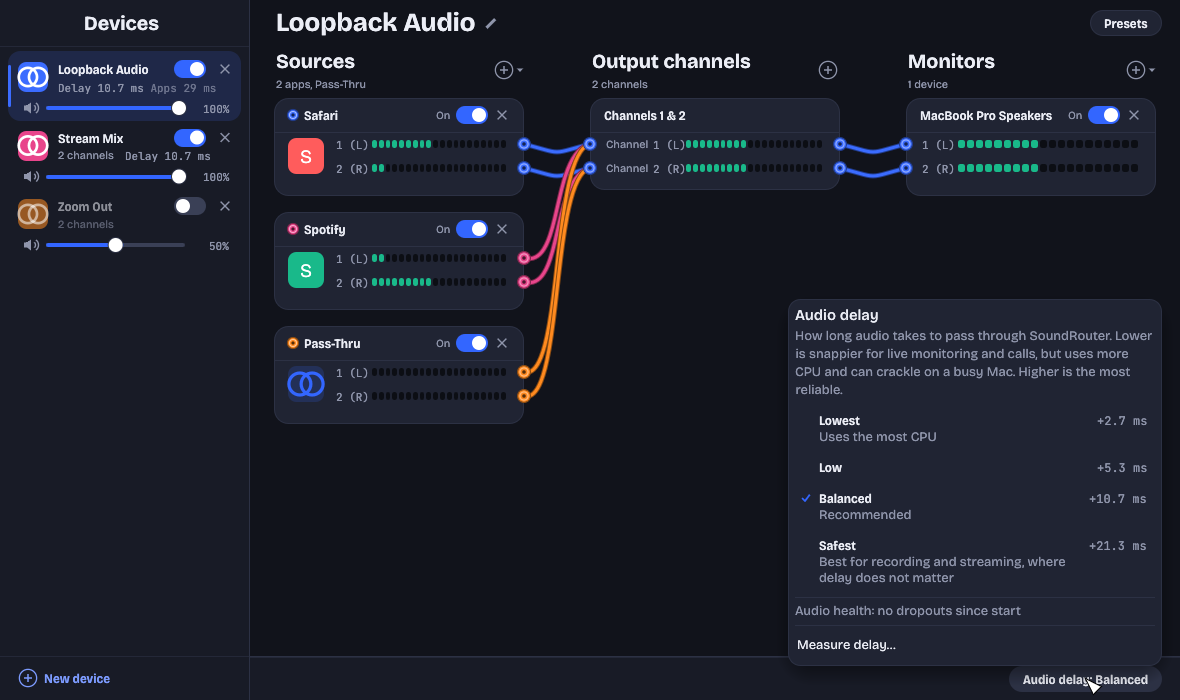 Devices
Loopback Audio
Delay 10.7 ms Apps 29 ms
100%
Stream Mix
2 channels Delay 10.7 ms
100%
Zoom Out
2 channels
50%
New device
Loopback Audio
Presets
Sources
2 apps, Pass-Thru
Safari On
S
1 (L)
2 (R)
Spotify On
S
1 (L)
2 (R)
Pass-Thru On
1 (L)
2 (R)
Output channels
2 channels
Channels 1 & 2
Channel 1 (L)
Channel 2 (R)
Monitors
1 device
MacBook Pro Speakers On
1 (L)
2 (R)
Audio delay
How long audio takes to pass through SoundRouter. Lower
is snappier for live monitoring and calls, but uses more
CPU and can crackle on a busy Mac. Higher is the most
reliable.
Lowest +2.7 ms
Uses the most CPU
Low +5.3 ms
Balanced +10.7 ms
Recommended
Safest +21.3 ms
Best for recording and streaming, where
delay does not matter
Audio health: no dropouts since start
Measure delay...
Audio delay: Balanced